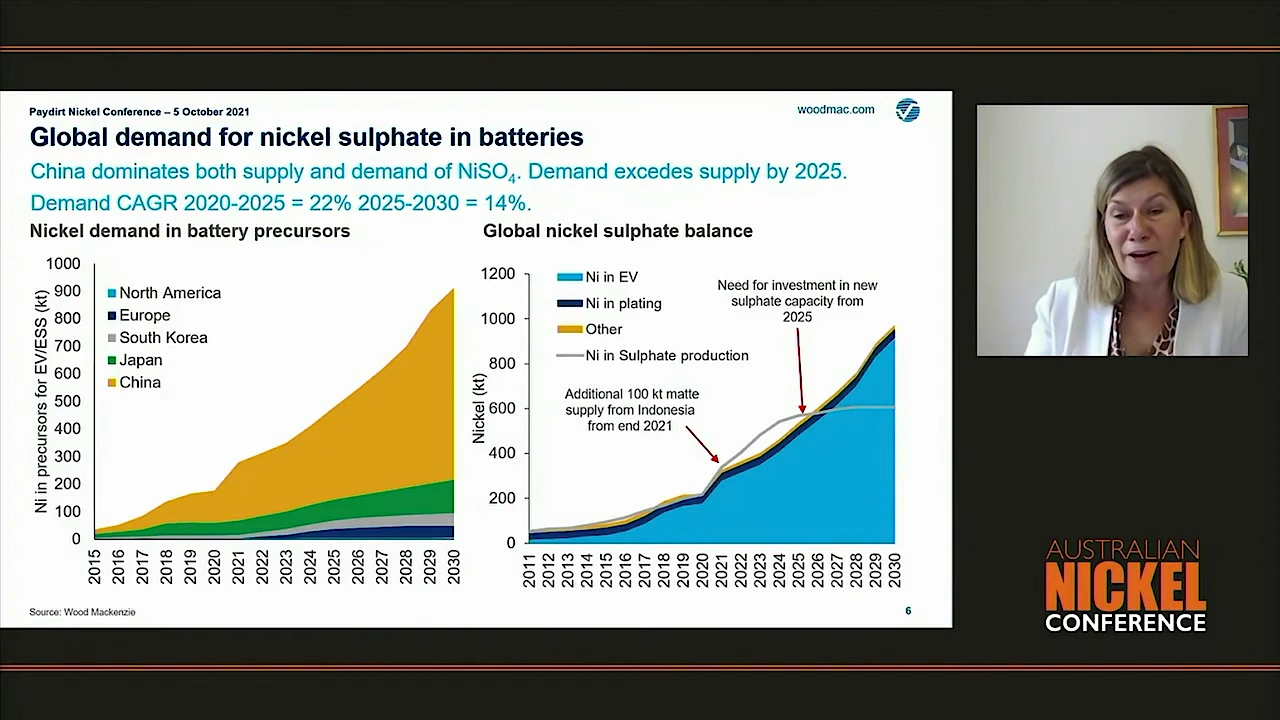 Paydirt Nickel Conference – 5 October 2021
woodmac.com
Global demand for nickel sulphate in batteries
China dominates both supply and demand of NiSO4. Demand excedes supply by 2025.
Demand CAGR 2020-2025 = 22% 2025-2030 = 14%.
Nickel demand in battery precursors
Ni in precursors for EV/ESS (kt)
1000
900
800
700
600
500
400
300
200
100
0
North America
Europe
South Korea
Japan
China
2015
2016
2017
2018
2019
2020
2021
2022
2023
2024
2025
2026
2027
2028
2029
2030
Global nickel sulphate balance
Nickel (kt)
1200
1000
800
600
400
200
0
Ni in EV
Ni in plating
Other
Ni in Sulphate production
Need for investment in new
sulphate capacity from
2025
Additional 100 kt matte
supply from Indonesia
from end 2021
2011
2012
2013
2014
2015
2016
2017
2018
2019
2020
2021
2022
2023
2024
2025
2026
2027
2028
2029
2030
Source: Wood Mackenzie
6
AUSTRALIAN
NICKEL
CONFERENCE